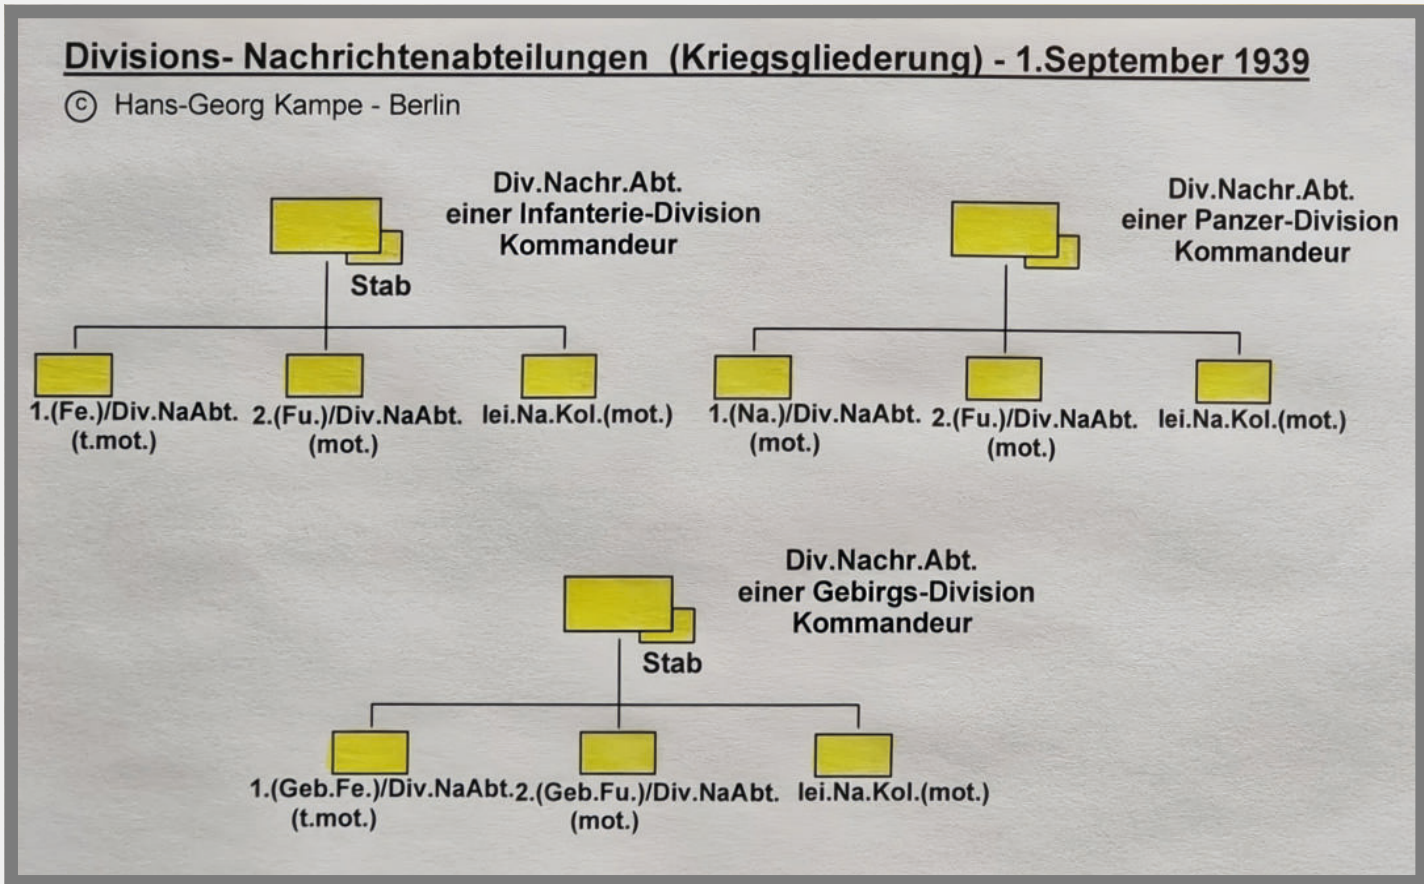 Divisions- Nachrichtenabteilungen (Kriegsgliederung) - 1.September 1939
© Hans-Georg Kampe - Berlin
Div.Nachr.Abt.
einer Infanterie-Division
Kommandeur
Stab
1.(Fe.)/Div.NaAbt.
(t.mot.)
2.(Fu.)/Div.NaAbt.
(mot.)
lei.Na.Kol.(mot.)
Div.Nachr.Abt.
einer Panzer-Division
Kommandeur
1.(Na.)/Div.NaAbt.
(mot.)
2.(Fu.)/Div.NaAbt.
(mot.)
lei.Na.Kol.(mot.)
Div.Nachr.Abt.
einer Gebirgs-Division
Kommandeur
Stab
1.(Geb.Fe.)/Div.NaAbt.
(t.mot.)
2.(Geb.Fu.)/Div.NaAbt.
(mot.)
lei.Na.Kol.(mot.)